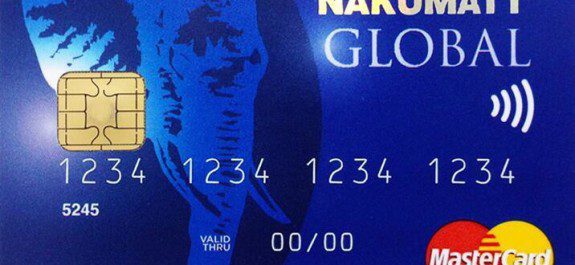 NAKUMATT
GLOBAL
1234 1234 1234 1234
5245
VALID
THRU
00/00
MasterCard